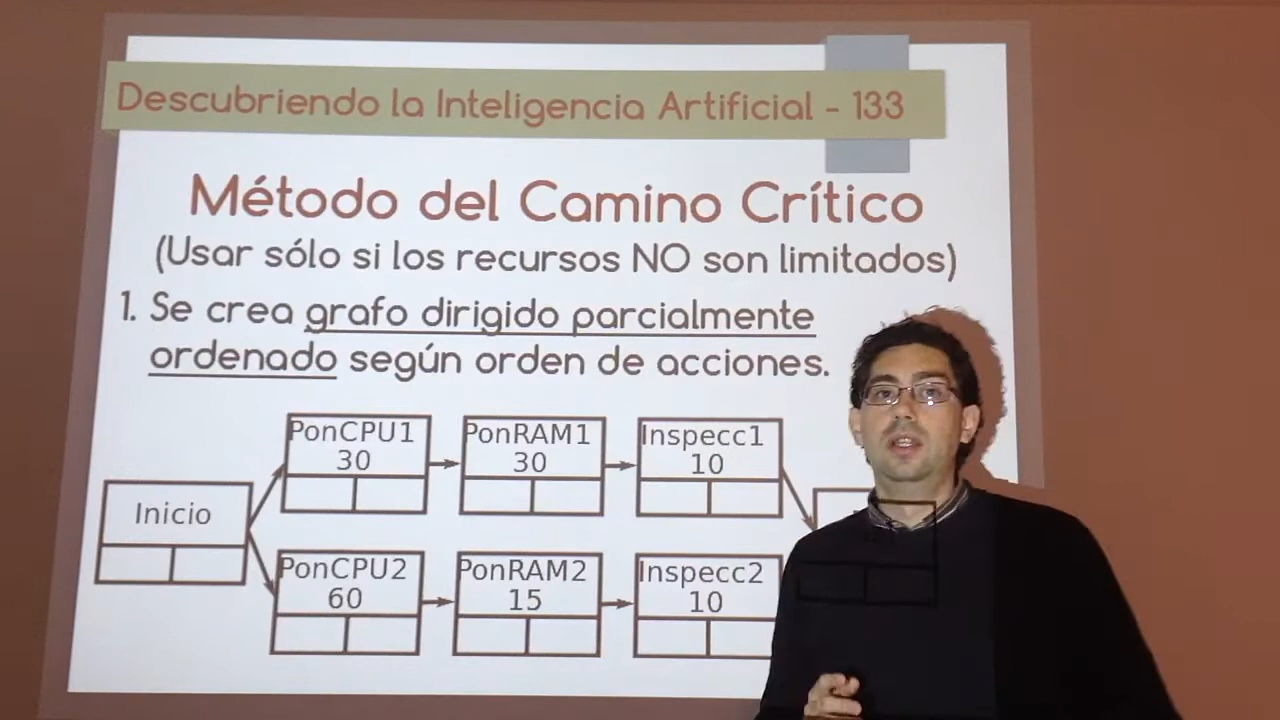 Descubriendo la Inteligencia Artificial - 133
Método del Camino Crítico
(Usar sólo si los recursos NO son limitados)
1. Se crea grafo dirigido parcialmente
ordenado según orden de acciones.
PonCPU1
30
PonRAM1
30
Inspecc1
10
Inicio
PonCPU2
60
PonRAM2
15
Inspecc2
10